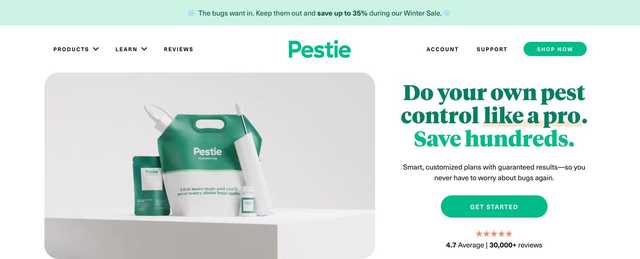 The bugs want in. Keep them out and save up to 35% during our Winter Sale.
PRODUCTS
LEARN
REVIEWS
Pestie
ACCOUNT
SUPPORT
SHOP NOW
Do your own pest
control like a pro.
Save hundreds.
Smart, customized plans with guaranteed results—so you
never have to worry about bugs again.
GET STARTED
4.7 Average | 30,000+ reviews
Pestie